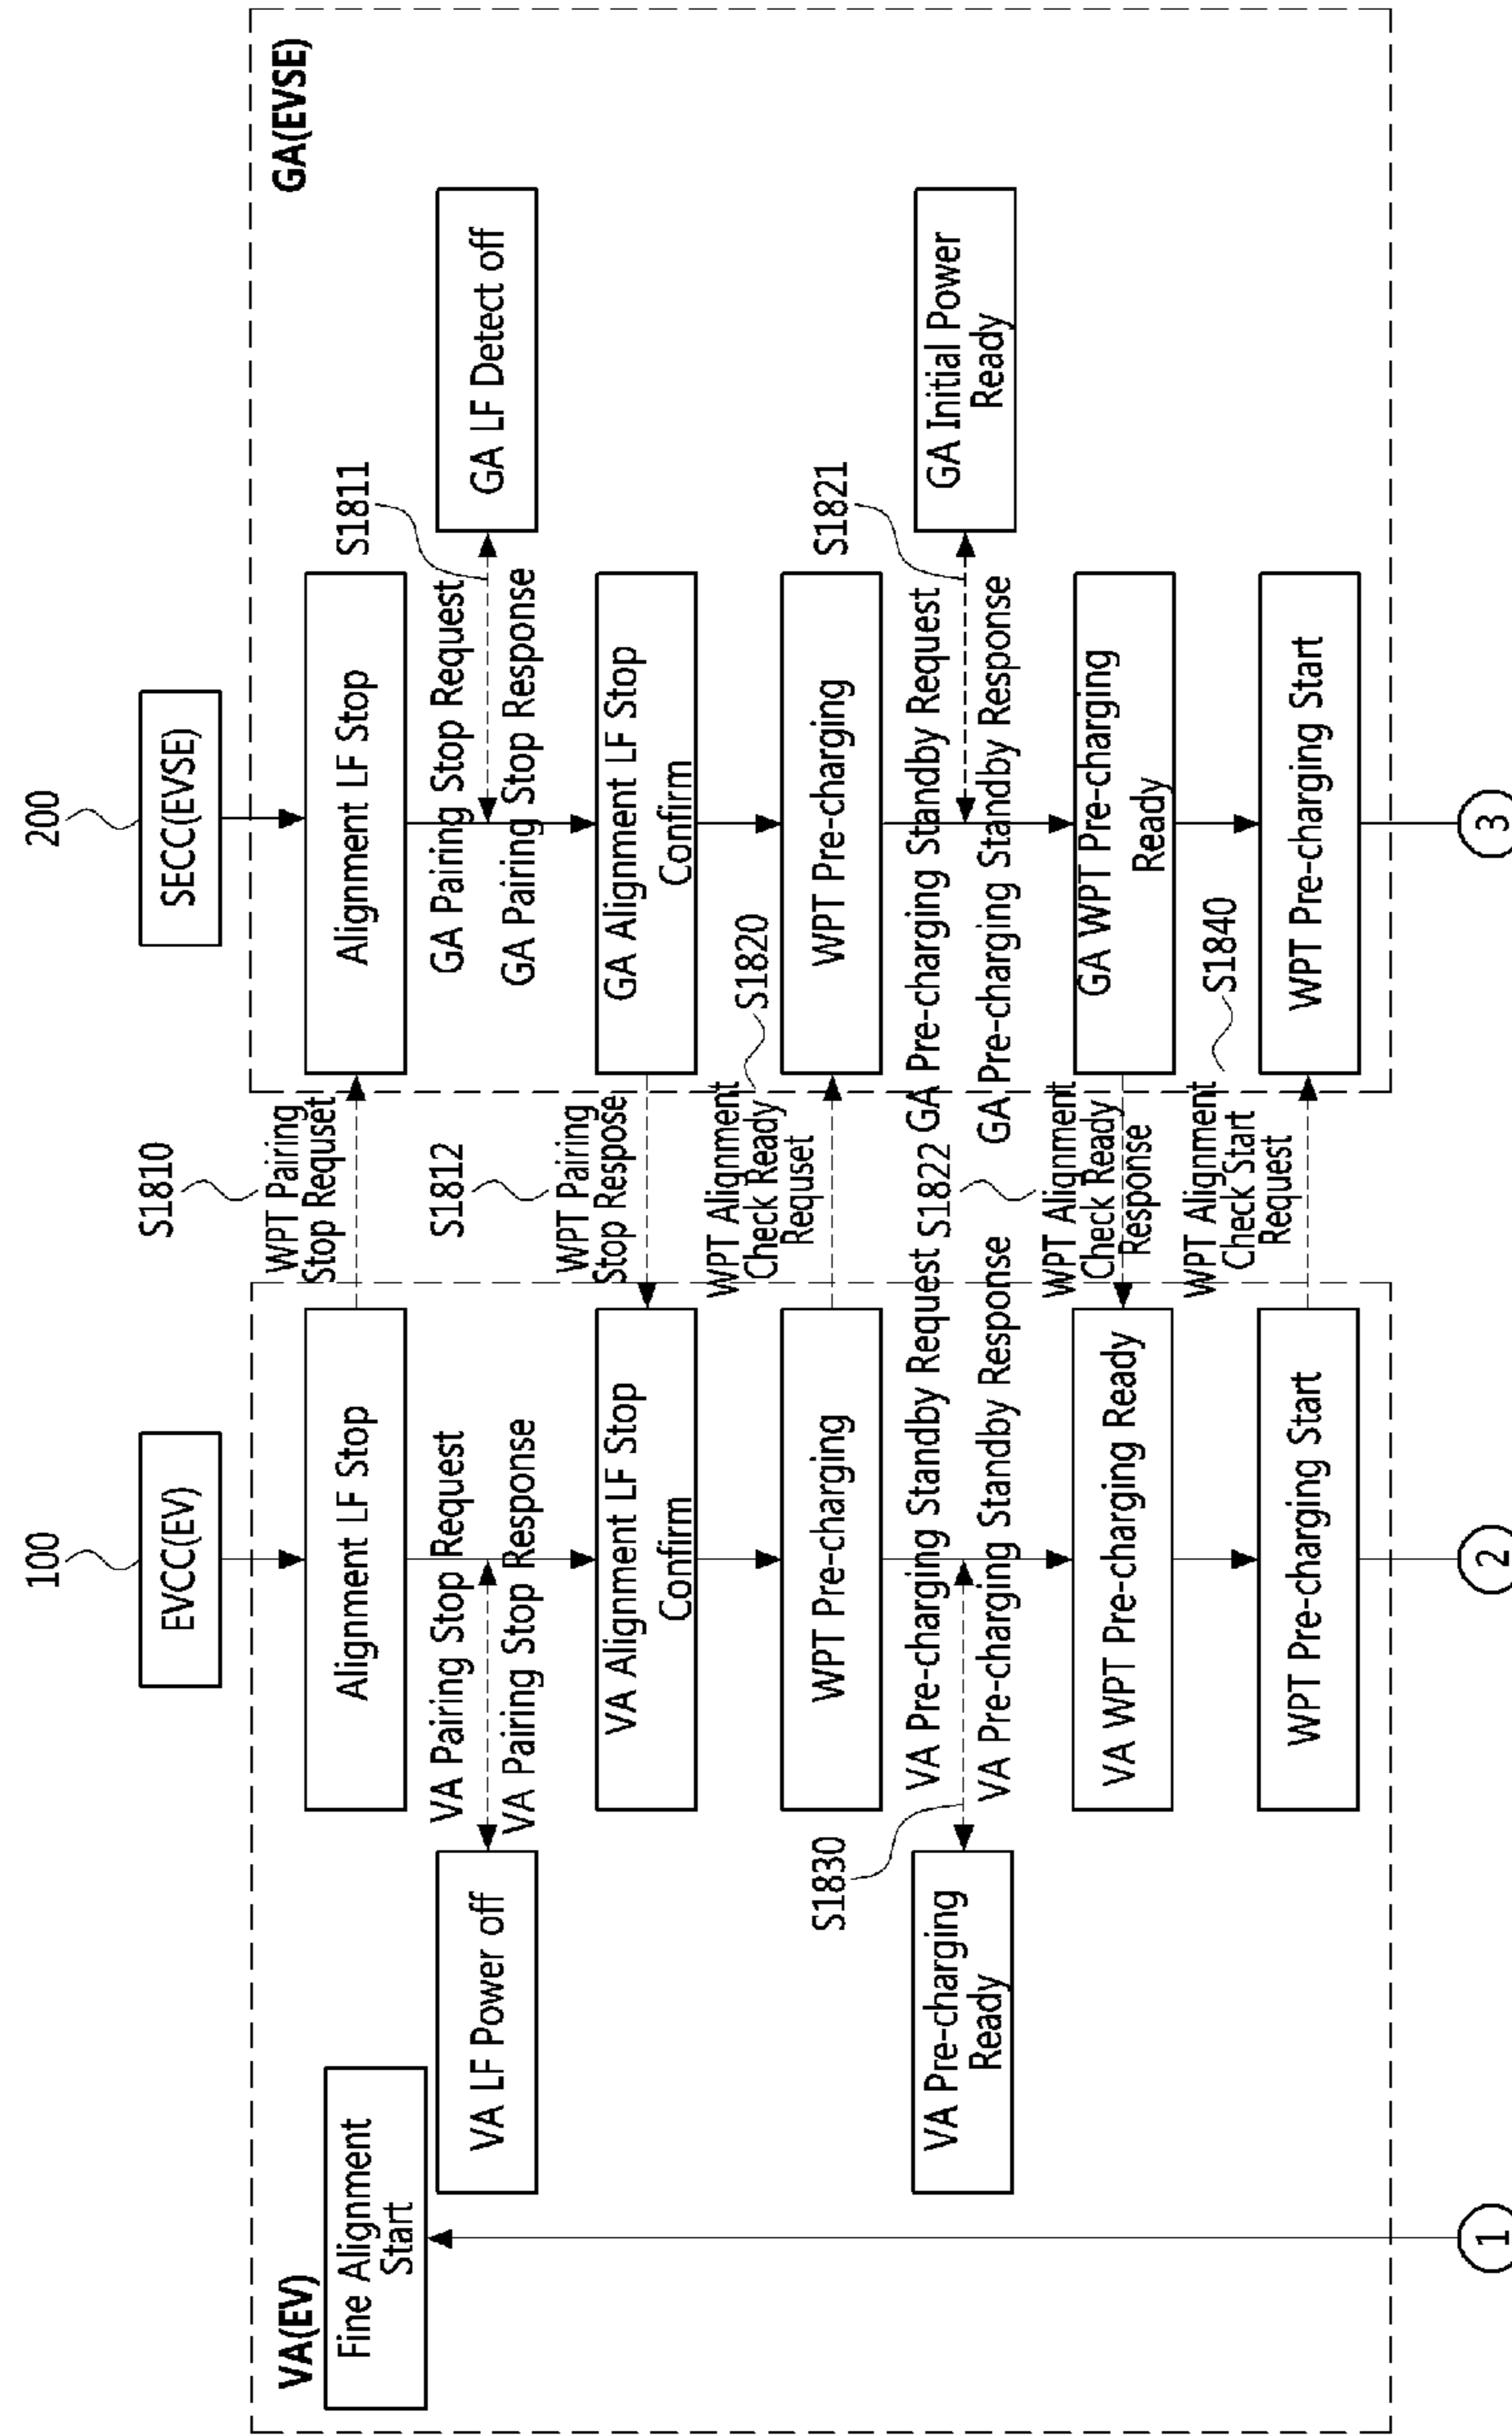 100
200
EVCC(EV)
SECC(EVSE)
VA(EV)
GA(EVSE)
Fine Alignment
Start
Alignment LF Stop
S1810
WPT Pairing
Stop Requset
Alignment LF Stop
S1811
VA LF Power off
VA Pairing Stop Request
VA Pairing Stop Response
GA Pairing Stop Request
GA Pairing Stop Response
GA LF Detect off
VA Alignment LF Stop
Confirm
S1812
WPT Pairing
Stop Respose
GA Alignment LF Stop
Confirm
WPT Pre-charging
WPT Alignment
Check Ready
Requset
S1820
WPT Pre-charging
S1830
S1821
VA Pre-charging
Ready
VA Pre-charging Standby Request
VA Pre-charging Standby Response
S1822
GA Pre-charging Standby Request
GA Pre-charging Standby Response
GA Initial Power
Ready
VA WPT Pre-charging Ready
WPT Alignment
Check Ready
Response
GA WPT Pre-charging
Ready
WPT Pre-charging Start
WPT Alignment
Check Start
Request
S1840
WPT Pre-charging Start
1
2
3